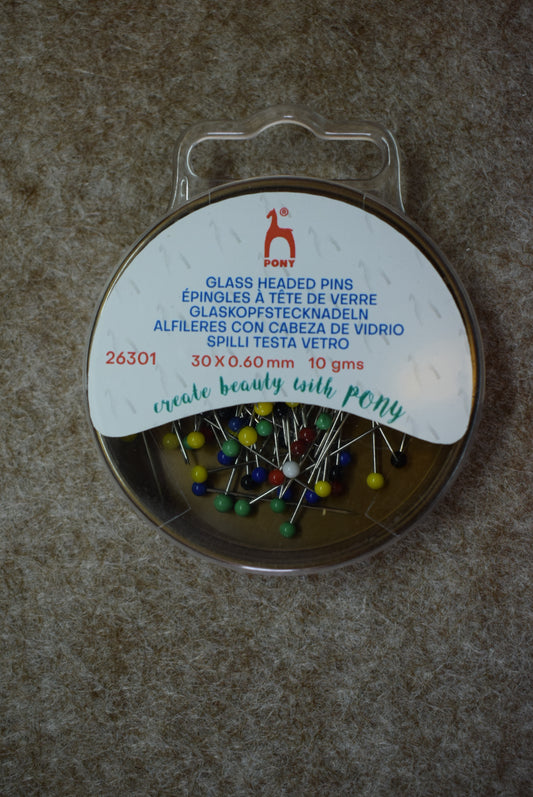 ®
PONY
GLASS HEADED PINS
ÉPINGLES À TÊTE DE VERRE
GLASKOPFSTECKNADELN
ALFILERES CON CABEZA DE VIDRIO
SPILLI TESTA VETRO
26301 30 X 0.60 mm 10 gms
create beauty with PONY